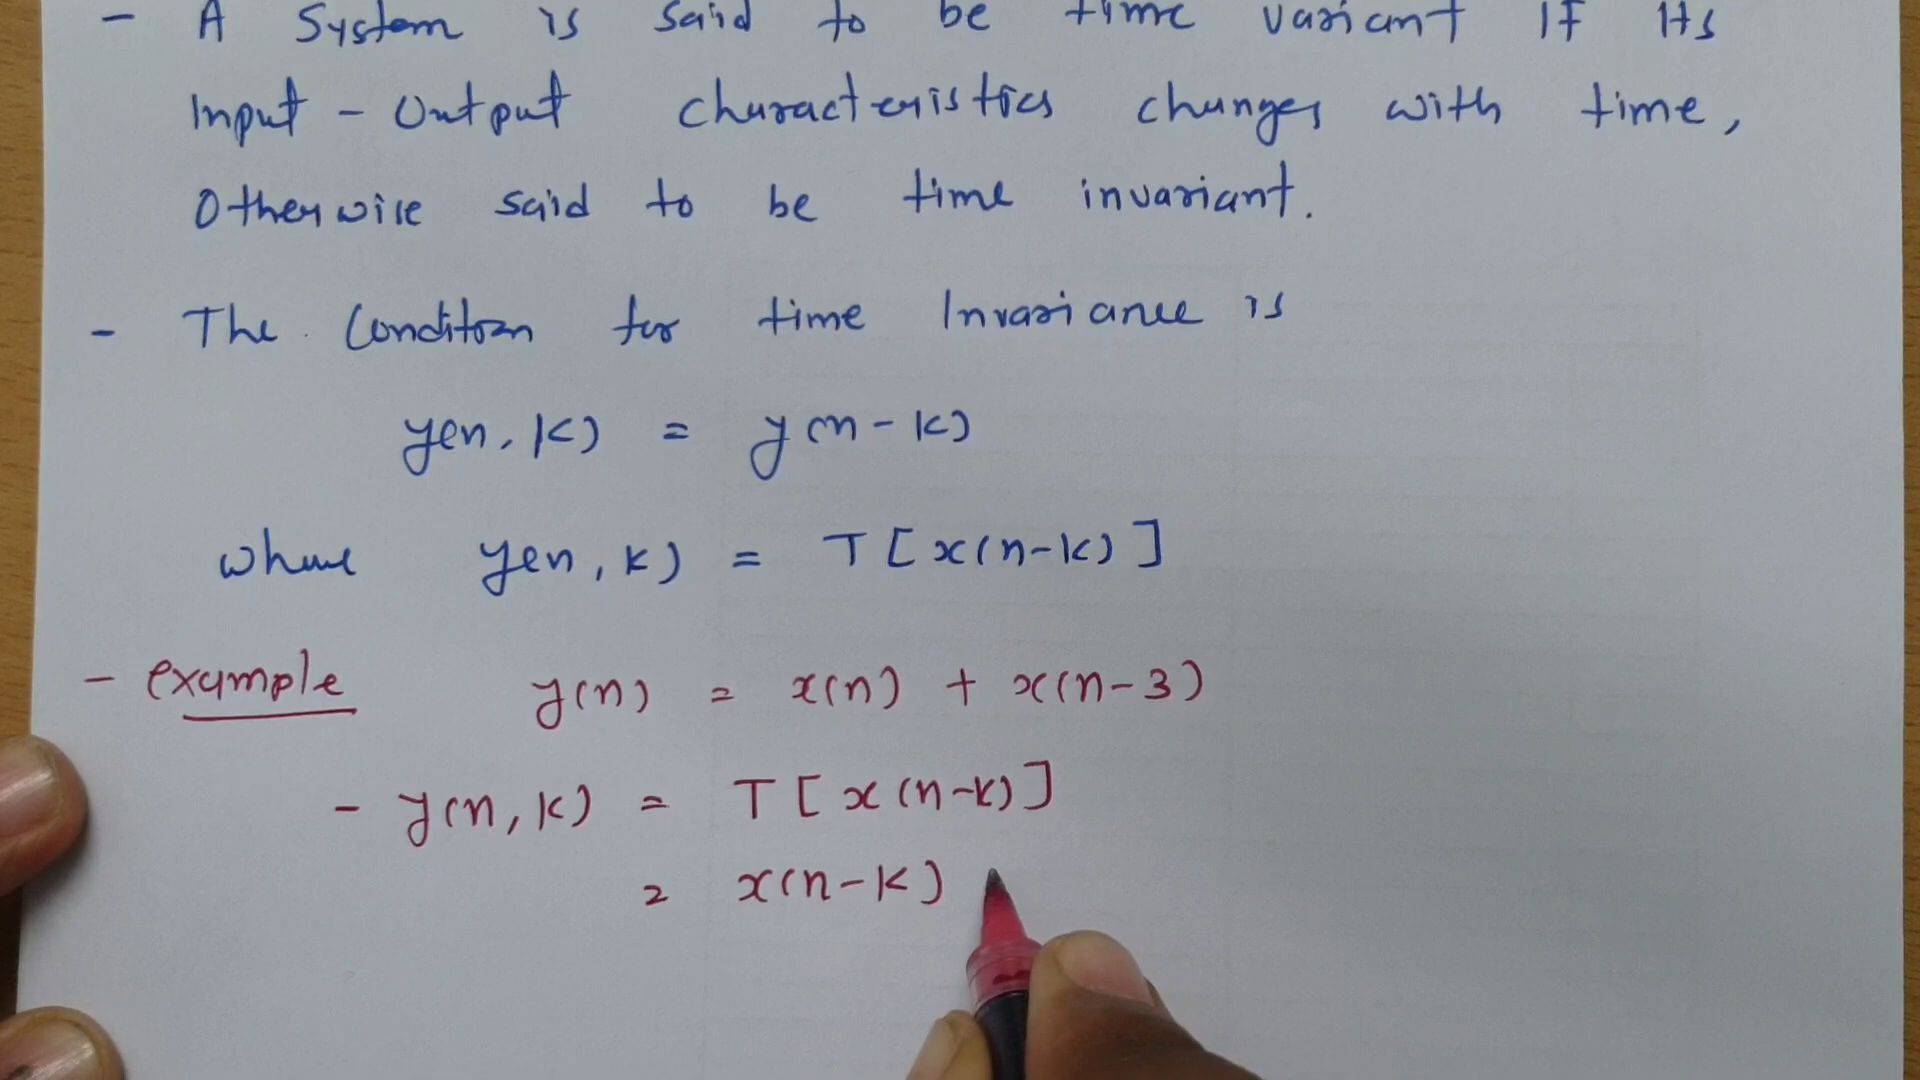 - A System is said to be time variant if its
Input - Output characteristics changes with time,
Otherwise said to be time invariant.
- The Condition for time Invariance is
y(n, k) = y(n - k)
where y(n, k) = T[x(n-k)]
- example y(n) = x(n) + x(n-3)
- y(n, k) = T[x(n-k)]
= x(n-k)